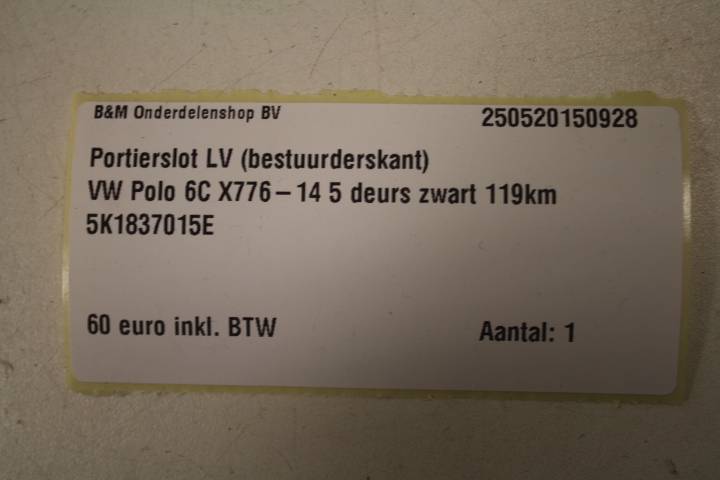 B&M Onderdelenshop BV 250520150928
Portierslot LV (bestuurderskant)
VW Polo 6C X776-14 5 deurs zwart 119km
5K1837015E
60 euro inkl. BTW Aantal: 1